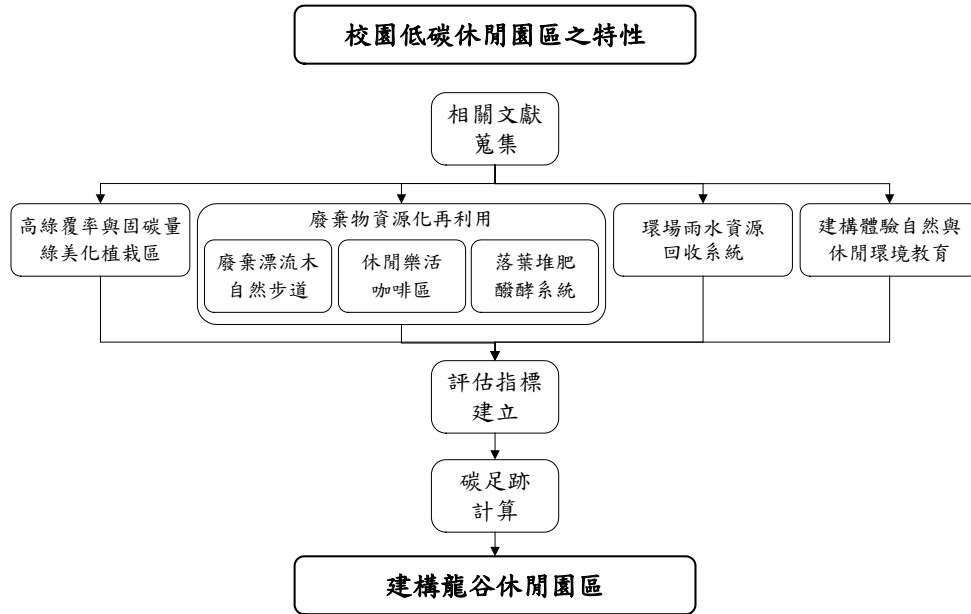 校園低碳休閒園區之特性
相關文獻
蒐集
高綠覆率與固碳量
綠美化植栽區
廢棄物資源化再利用
廢棄漂流木
自然步道
休閒樂活
咖啡區
落葉堆肥
醱酵系統
環場雨水資源
回收系統
建構體驗自然與
休閒環境教育
評估指標
建立
碳足跡
計算
建構龍谷休閒園區